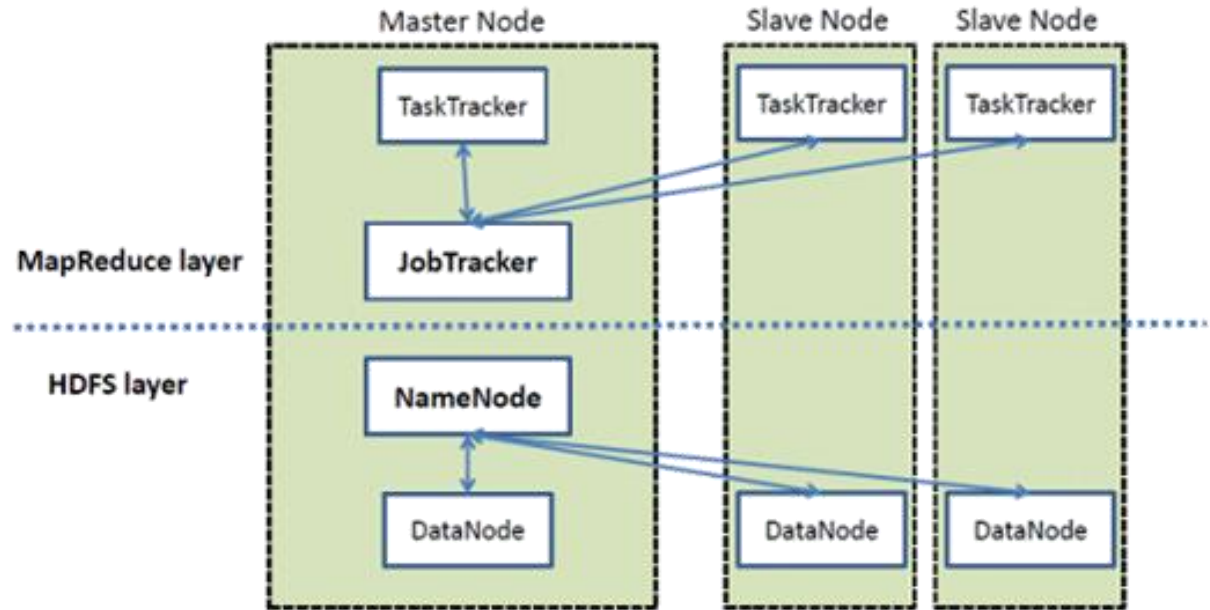 Master Node
Slave Node
Slave Node
TaskTracker
TaskTracker
TaskTracker
MapReduce layer
JobTracker
HDFS layer
NameNode
DataNode
DataNode
DataNode